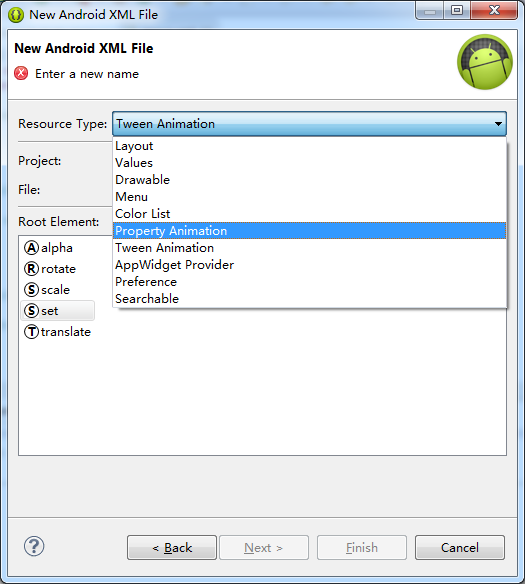 New Android XML File
New Android XML File
Enter a new name
Resource Type: Tween Animation
Layout
Values
Drawable
Menu
Color List
Property Animation
Tween Animation
AppWidget Provider
Preference
Searchable
Project:
File:
Root Element:
A alpha
R rotate
S scale
S set
T translate
? < Back Next > Finish Cancel